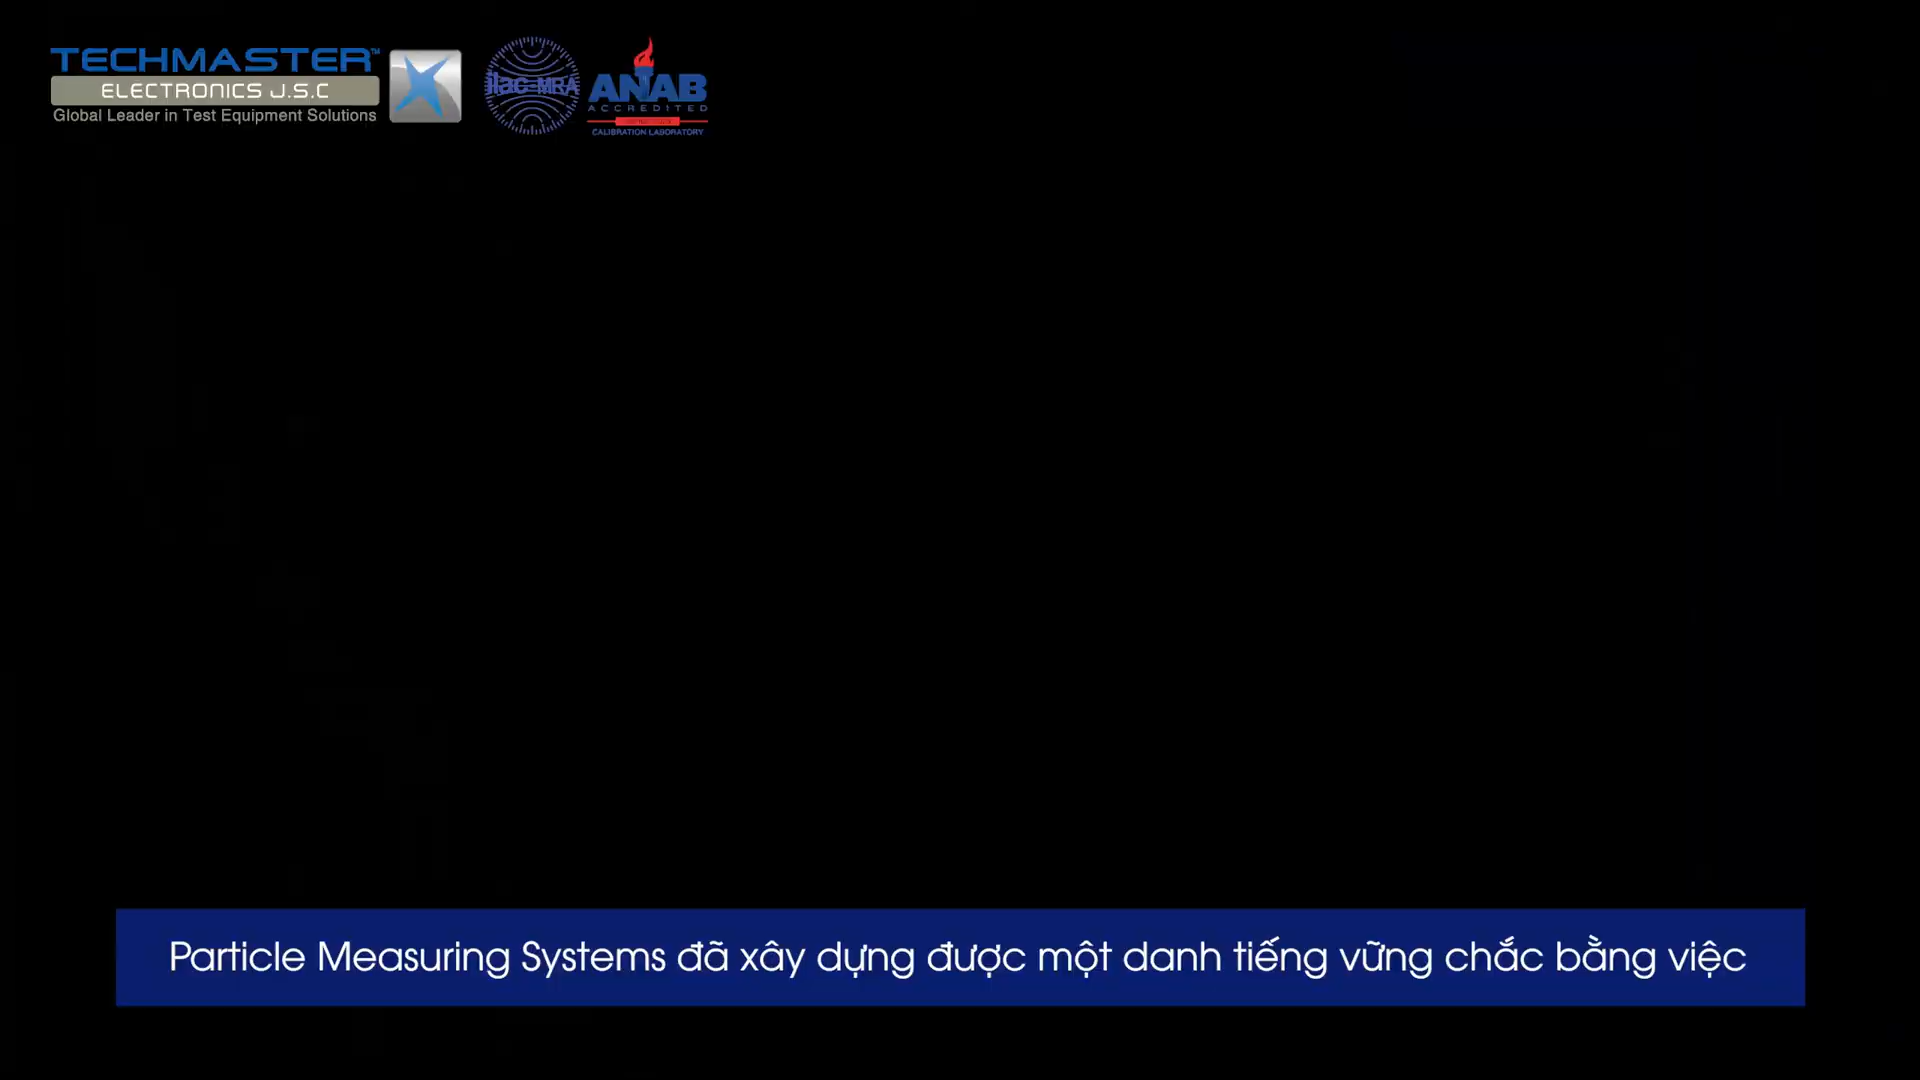 TECHMASTER™
ELECTRONICS J.S.C
Global Leader in Test Equipment Solutions
ilac-MRA
ANAB
ACCREDITED
CALIBRATION LABORATORY
Particle Measuring Systems đã xây dựng được một danh tiếng vững chắc bằng việc